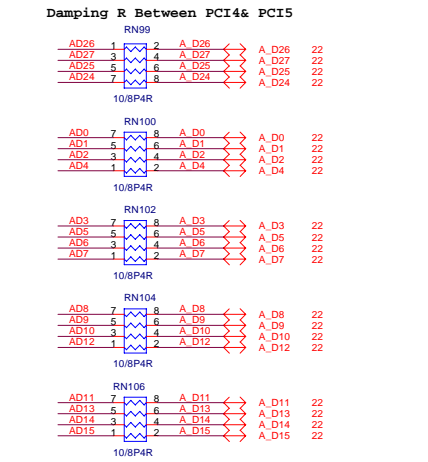 Damping R Between PCI4& PCI5
RN99
AD26 1 2 A_D26 A_D26 22
AD27 3 4 A_D27 A_D27 22
AD25 5 6 A_D25 A_D25 22
AD24 7 8 A_D24 A_D24 22
10/8P4R
RN100
AD0 7 8 A_D0 A_D0 22
AD1 5 6 A_D1 A_D1 22
AD2 3 4 A_D2 A_D2 22
AD4 1 2 A_D4 A_D4 22
10/8P4R
RN102
AD3 7 8 A_D3 A_D3 22
AD5 5 6 A_D5 A_D5 22
AD6 3 4 A_D6 A_D6 22
AD7 1 2 A_D7 A_D7 22
10/8P4R
RN104
AD8 7 8 A_D8 A_D8 22
AD9 5 6 A_D9 A_D9 22
AD10 3 4 A_D10 A_D10 22
AD12 1 2 A_D12 A_D12 22
10/8P4R
RN106
AD11 7 8 A_D11 A_D11 22
AD13 5 6 A_D13 A_D13 22
AD14 3 4 A_D14 A_D14 22
AD15 1 2 A_D15 A_D15 22
10/8P4R